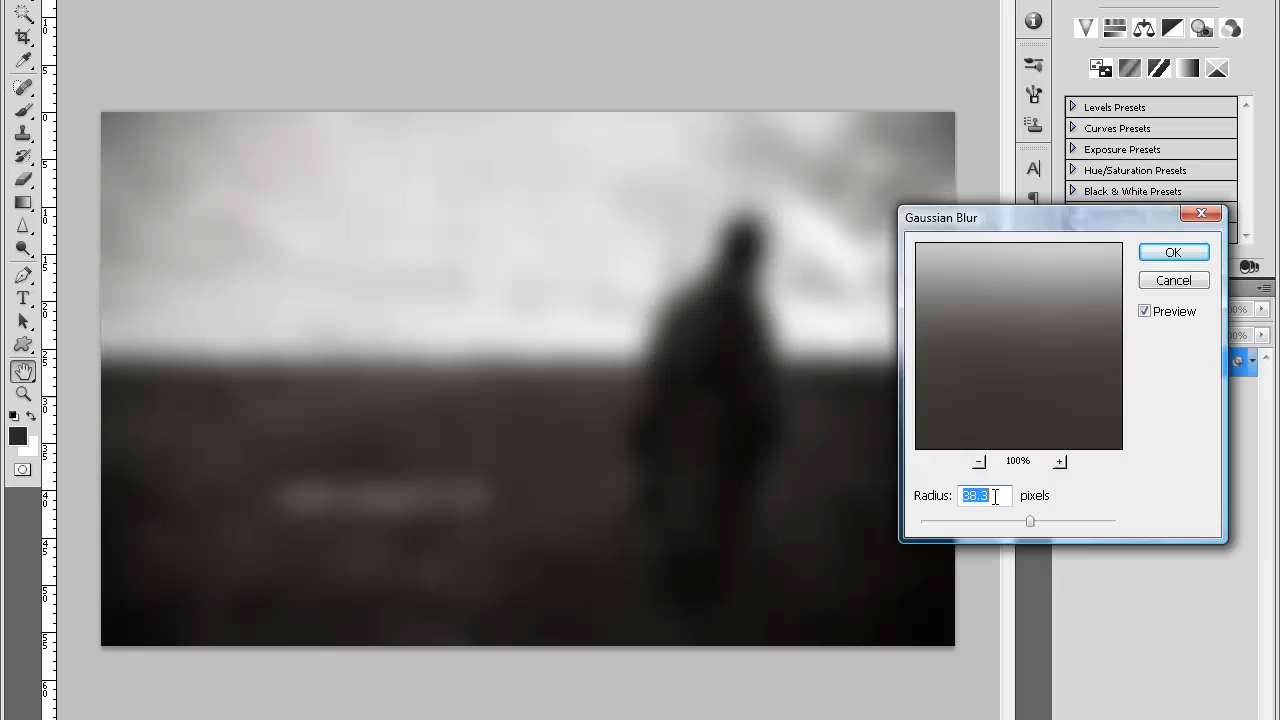 Levels Presets
Curves Presets
Exposure Presets
Hue/Saturation Presets
Black & White Presets
Gaussian Blur
OK
Cancel
Preview
100%
Radius: 38.3 pixels